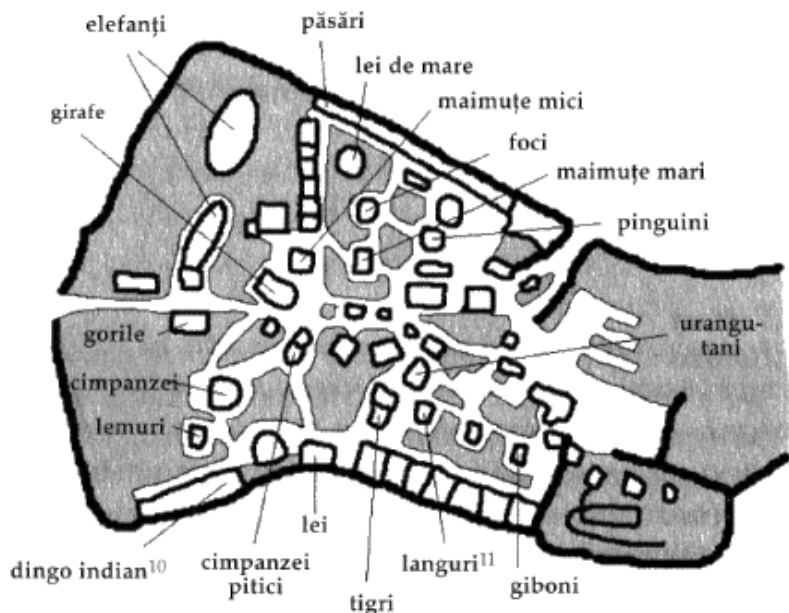 elefanți
păsări
lei de mare
girafe
maimuțe mici
foci
maimuțe mari
pinguini
gorile
urangu-
tani
cimpanzei
lemuri
lei
dingo indian10
cimpanzei
pitici
languri11
giboni
tigri